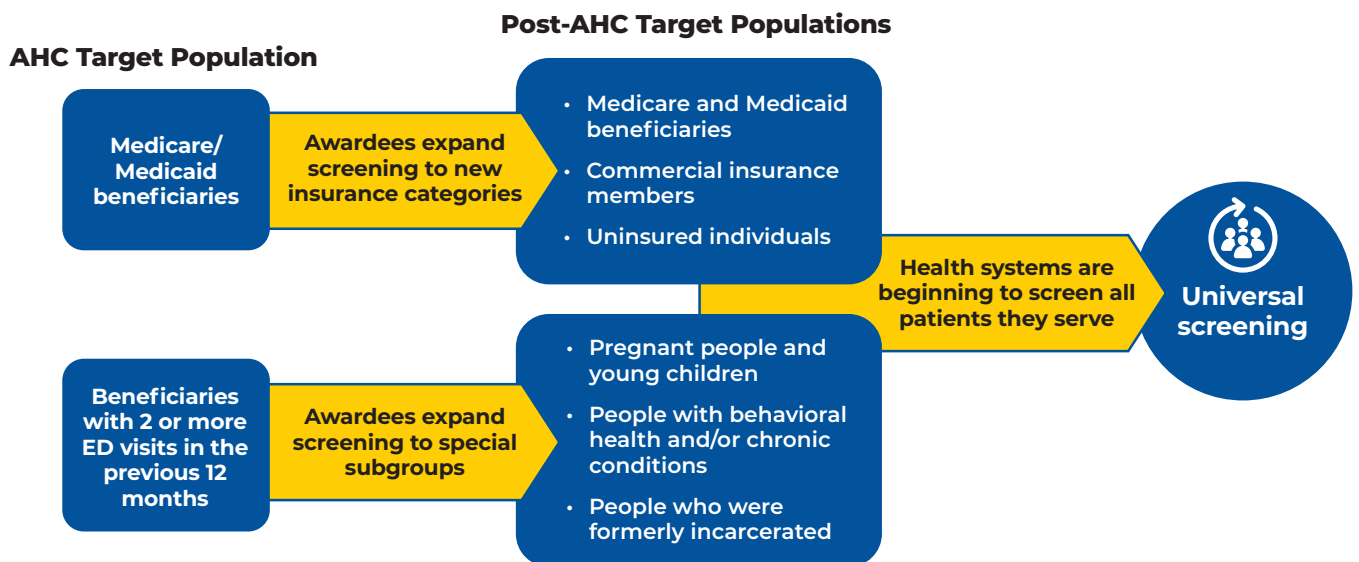 Post-AHC Target Populations
AHC Target Population
Medicare/
Medicaid
beneficiaries
Awardees expand
screening to new
insurance categories
• Medicare and Medicaid
beneficiaries
• Commercial insurance
members
• Uninsured individuals
Beneficiaries
with 2 or more
ED visits in the
previous 12
months
Awardees expand
screening to special
subgroups
• Pregnant people and
young children
• People with behavioral
health and/or chronic
conditions
• People who were
formerly incarcerated
Health systems are
beginning to screen all
patients they serve
Universal
screening